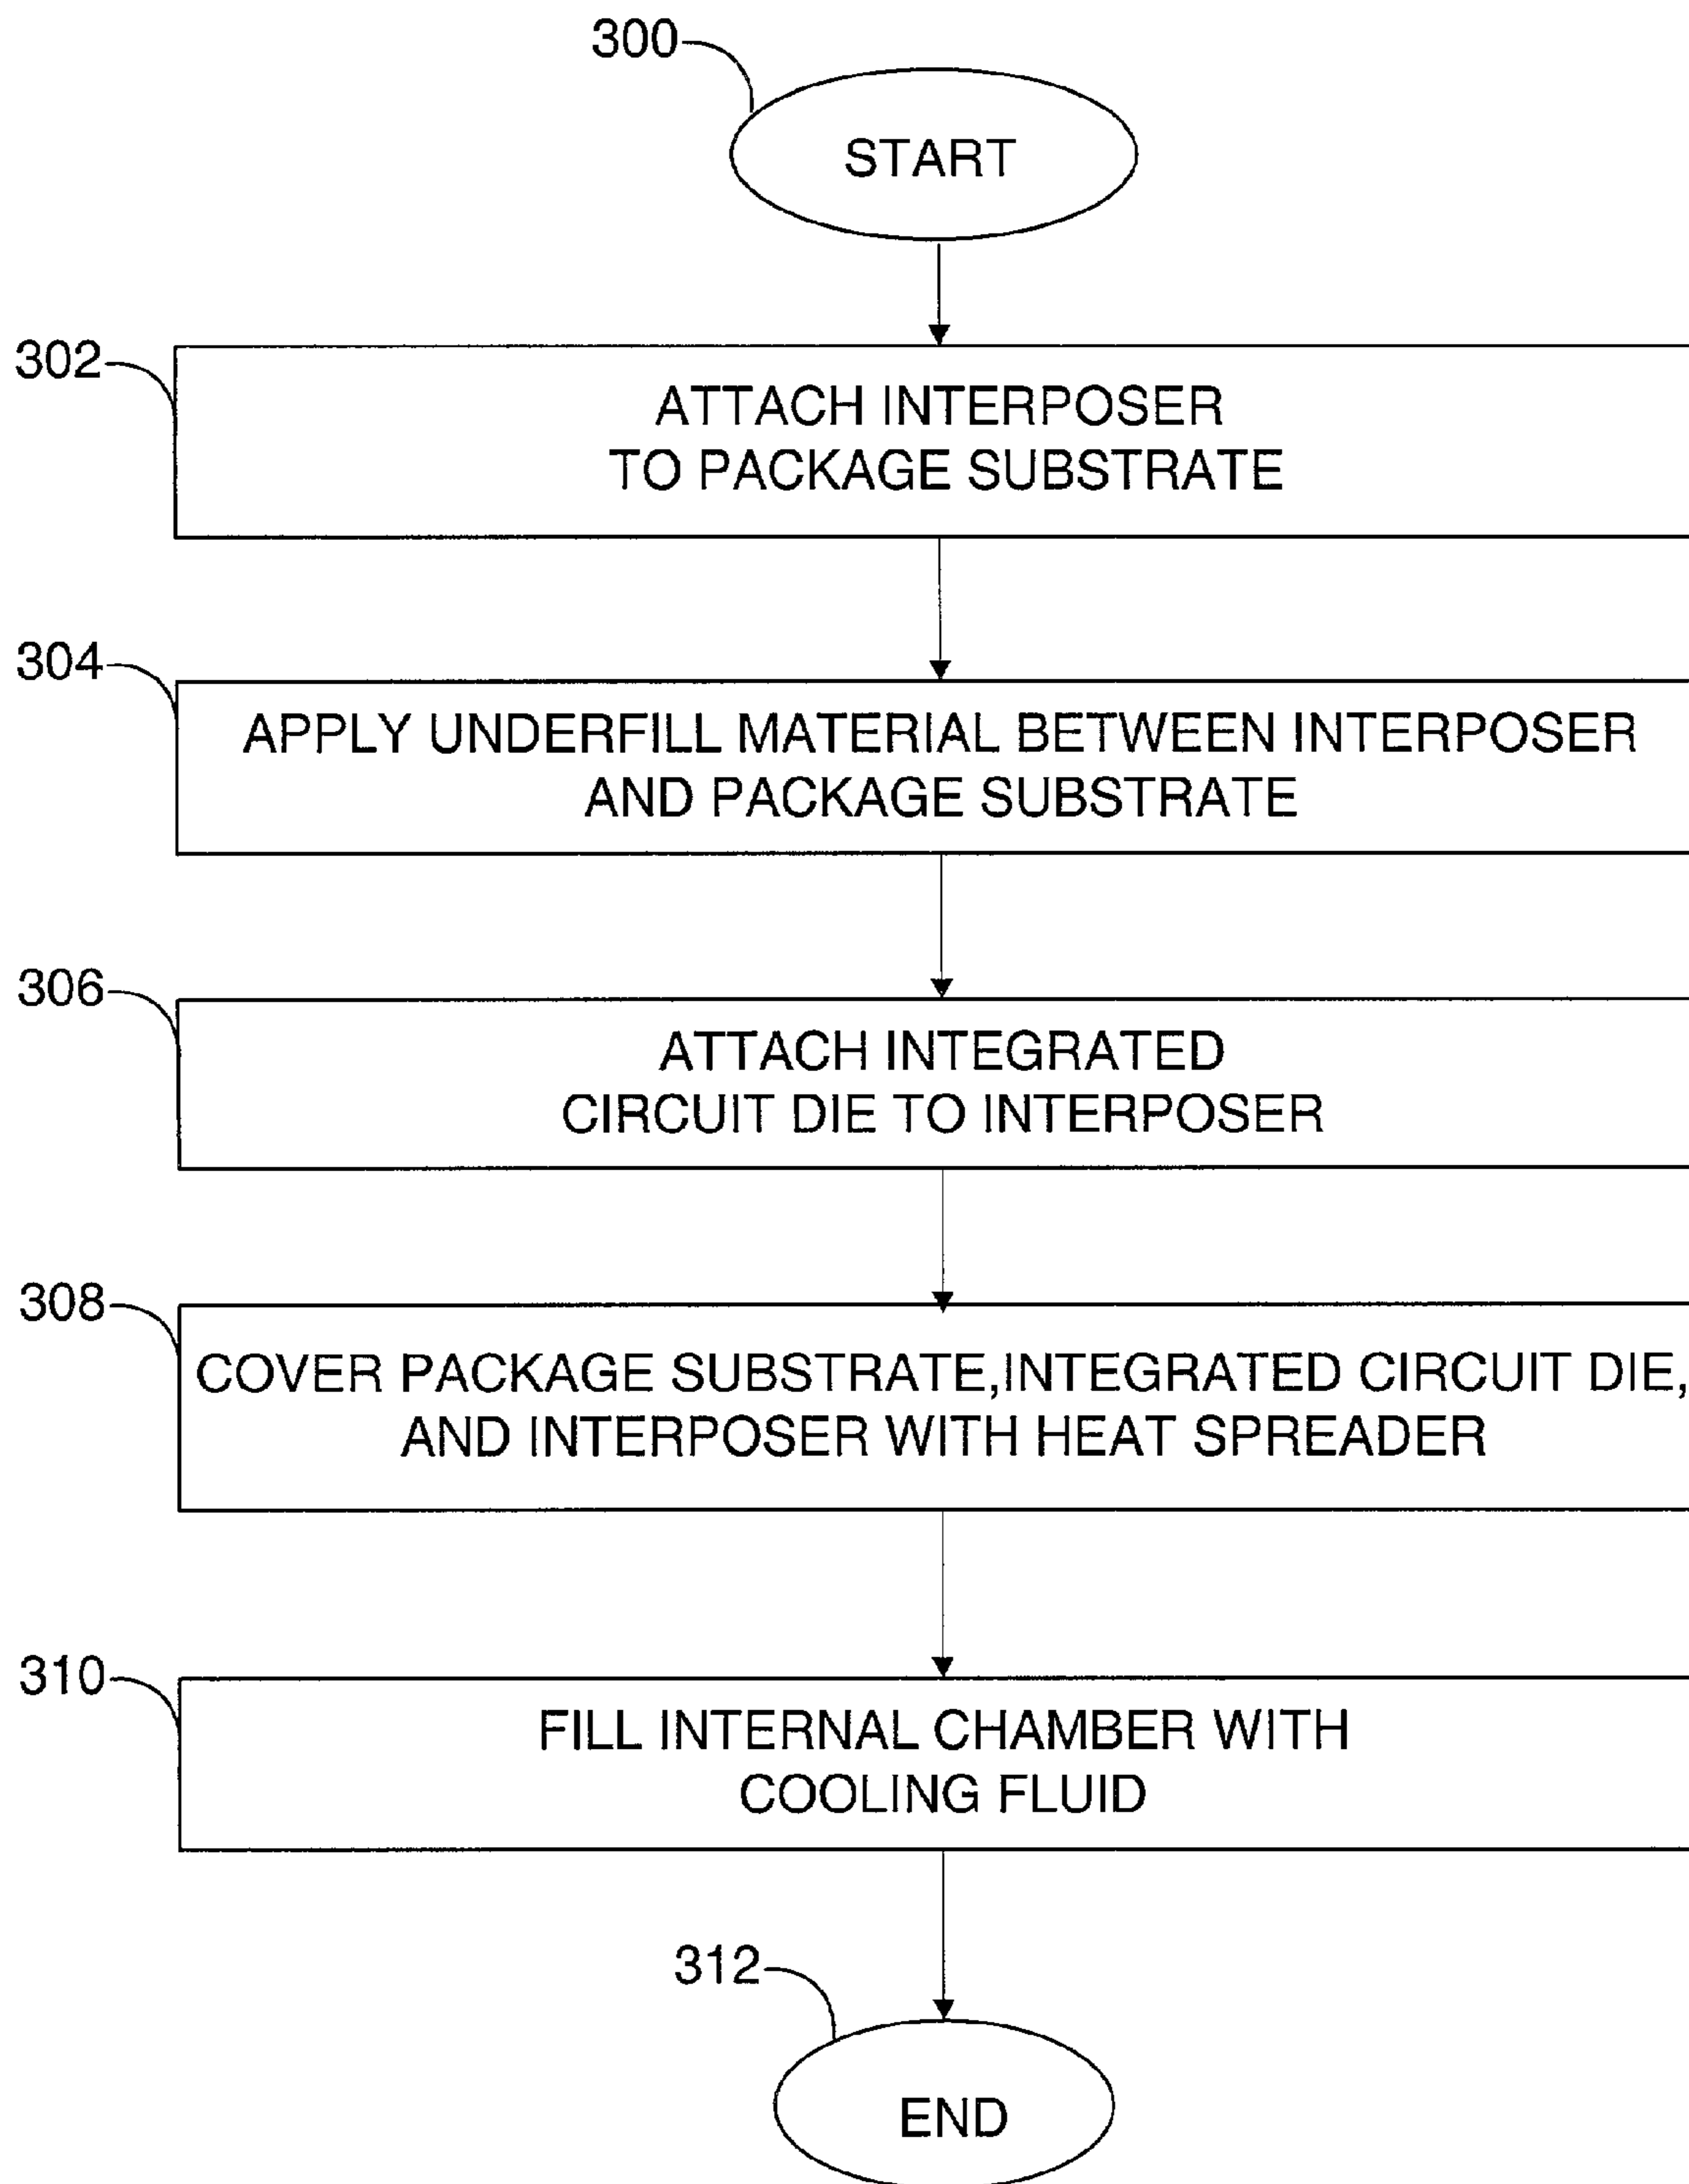 300
START
302
ATTACH INTERPOSER
TO PACKAGE SUBSTRATE
304
APPLY UNDERFILL MATERIAL BETWEEN INTERPOSER
AND PACKAGE SUBSTRATE
306
ATTACH INTEGRATED
CIRCUIT DIE TO INTERPOSER
308
COVER PACKAGE SUBSTRATE,INTEGRATED CIRCUIT DIE,
AND INTERPOSER WITH HEAT SPREADER
310
FILL INTERNAL CHAMBER WITH
COOLING FLUID
312
END